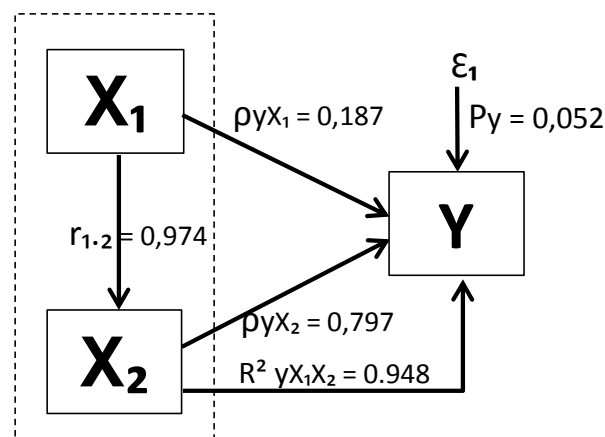 X₁
ε₁
ρyX₁ = 0,187
Py = 0,052
Y
r₁.₂ = 0,974
ρyX₂ = 0,797
X₂
R² yX₁X₂ = 0.948